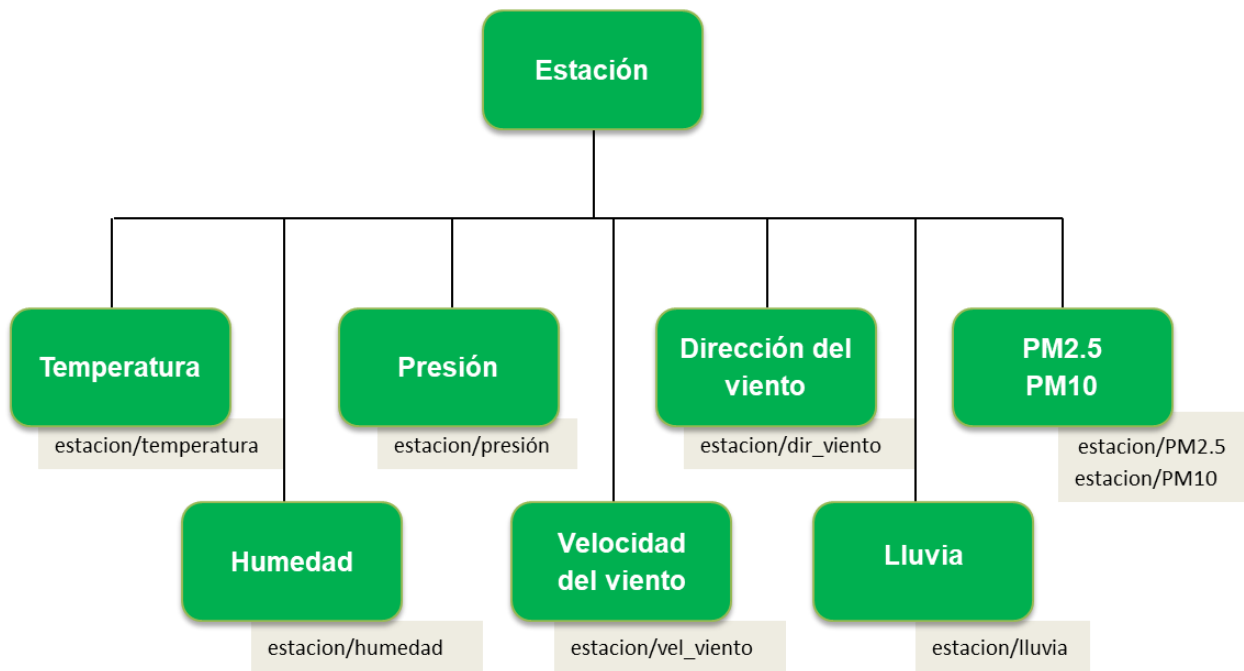 Estación
Temperatura
estacion/temperatura
Presión
estacion/presión
Dirección del
viento
estacion/dir_viento
PM2.5
PM10
estacion/PM2.5
estacion/PM10
Humedad
estacion/humedad
Velocidad
del viento
estacion/vel_viento
Lluvia
estacion/lluvia